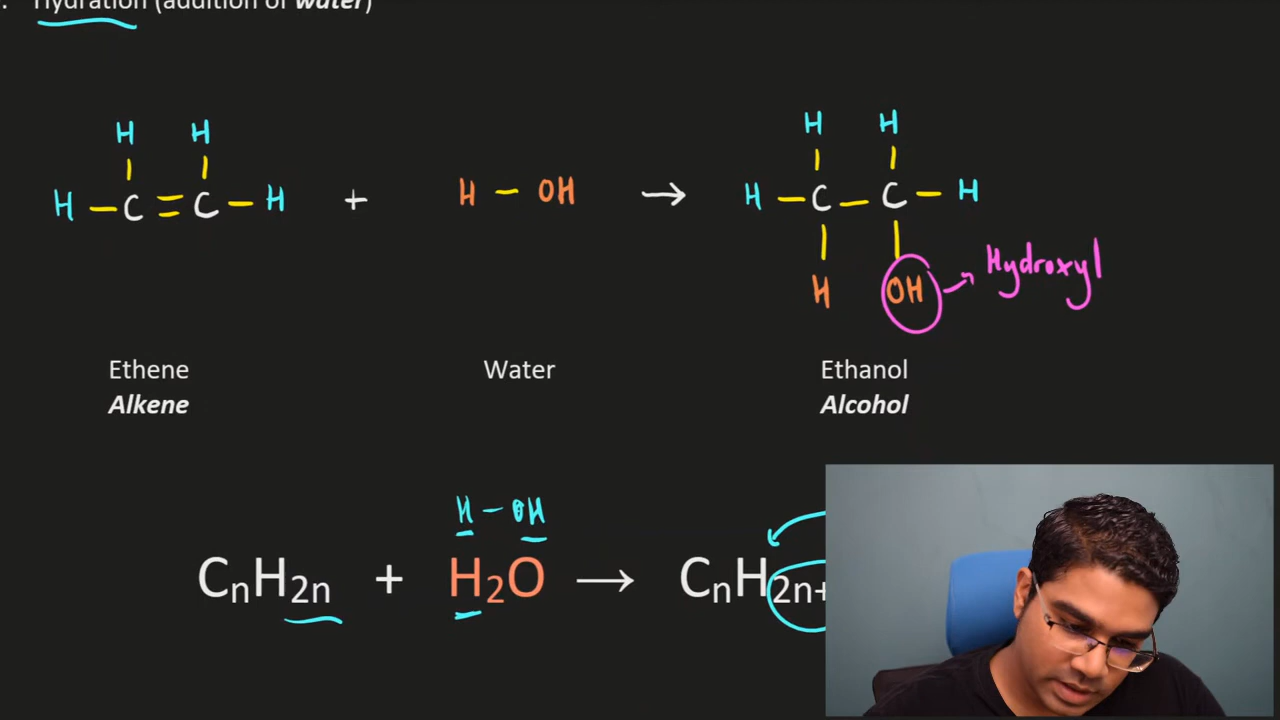 Hydration (addition of water)
H H H H
H – C = C – H + H – OH → H – C – C – H
H OH → Hydroxyl
Ethene Water Ethanol
Alkene Alcohol
H – OH
CnH2n + H2O → CnH2n+